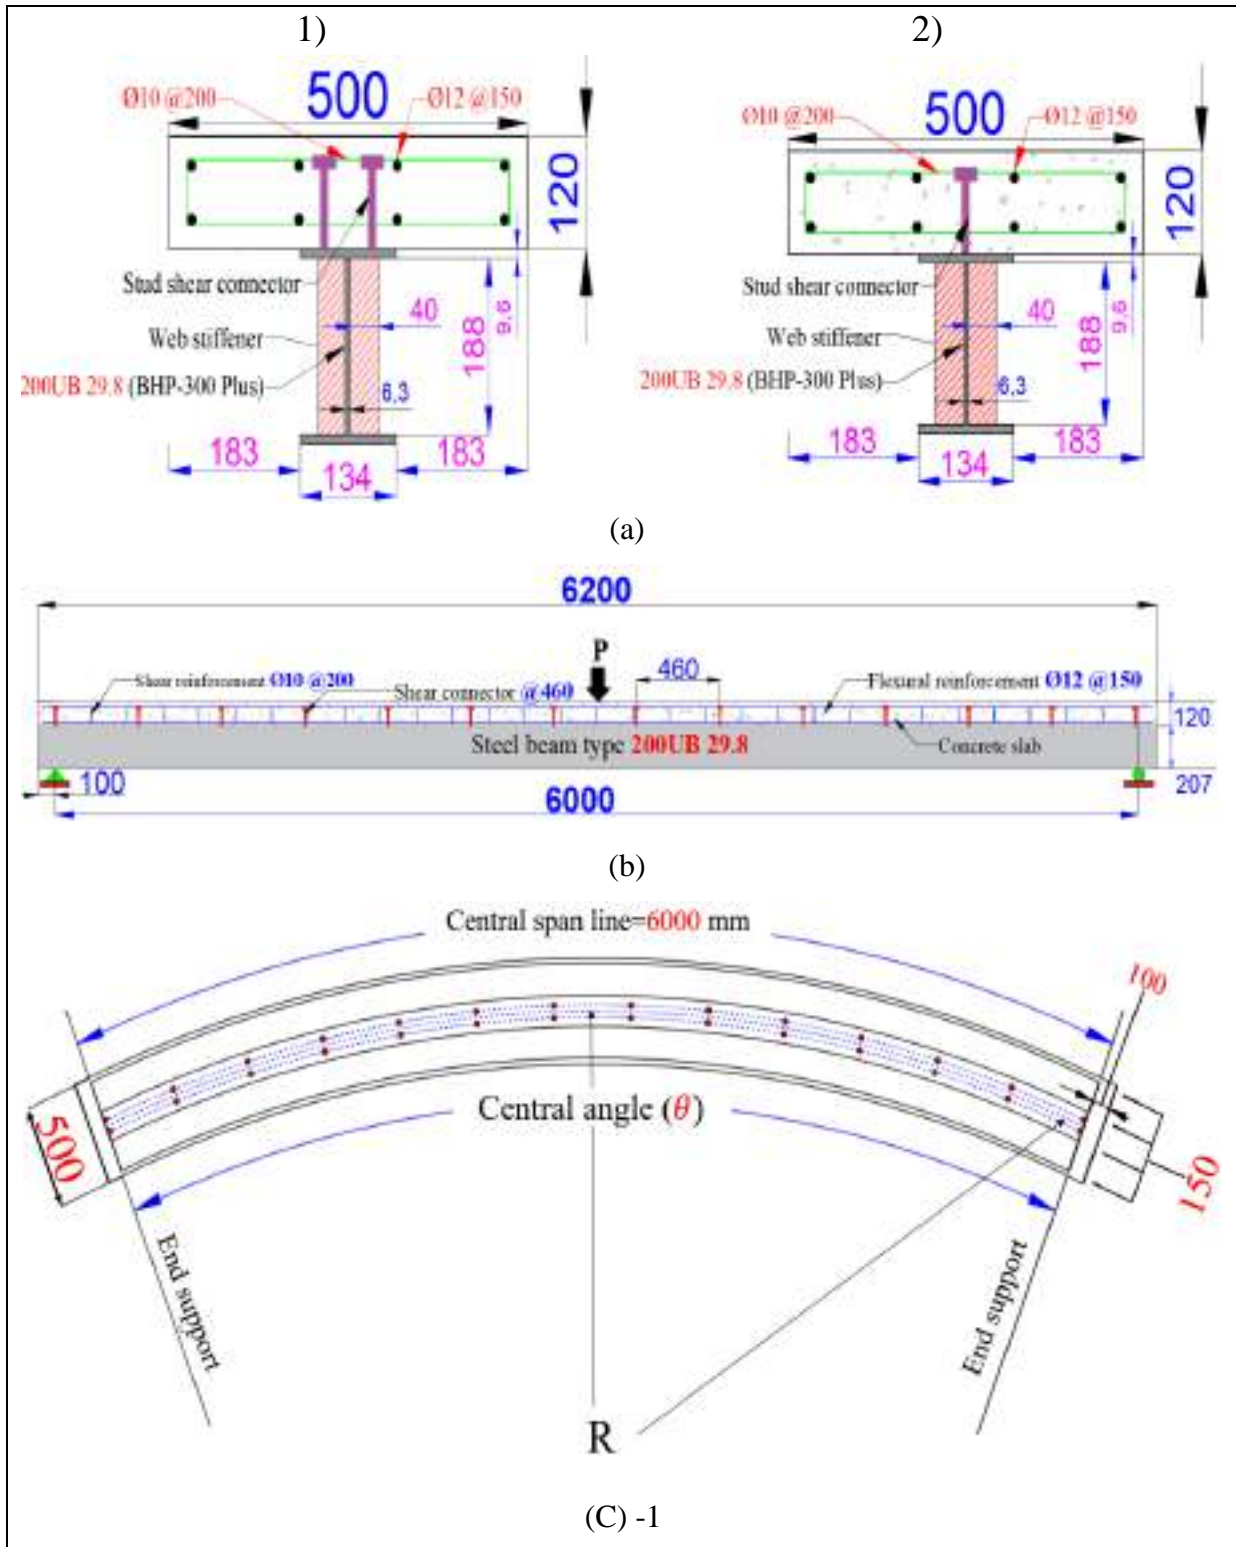 1)
2)
Ø10 @200
500
Ø12 @150
120
Stud shear connector
Web stiffener
40
188
9.6
200UB 29.8 (BHP-300 Plus)
6,3
183
134
183
Ø10 @200
500
Ø12 @150
120
Stud shear connector
Web stiffener
40
188
9.6
200UB 29.8 (BHP-300 Plus)
6,3
183
134
183
(a)
6200
P
460
Shear reinforcement Ø10 @200
Shear connector @460
Flexural reinforcement Ø12 @150
120
Steel beam type 200UB 29.8
Concrete slab
100
207
6000
(b)
Central span line=6000 mm
100
Central angle (θ)
500
150
End support
End support
R
(C) -1